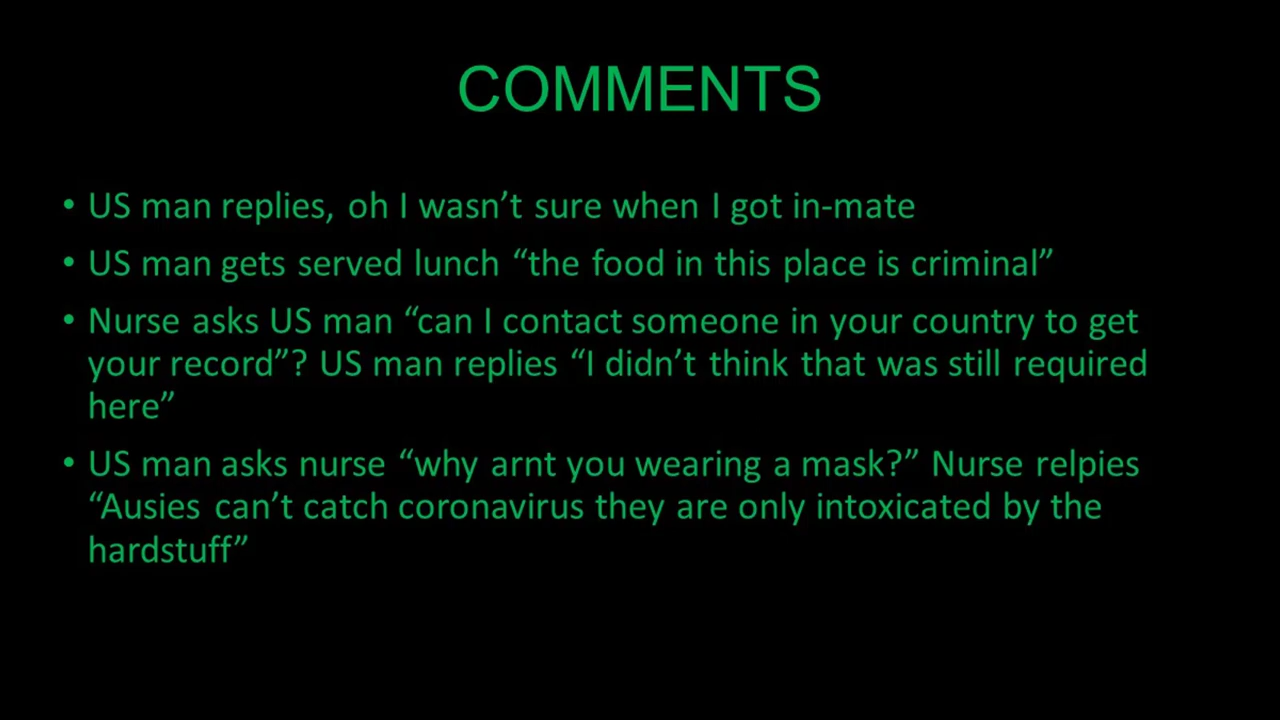 COMMENTS
• US man replies, oh I wasn’t sure when I got in-mate
• US man gets served lunch “the food in this place is criminal”
• Nurse asks US man “can I contact someone in your country to get
your record”? US man replies “I didn’t think that was still required
here”
• US man asks nurse “why arnt you wearing a mask?” Nurse relpies
“Ausies can’t catch coronavirus they are only intoxicated by the
hardstuff”